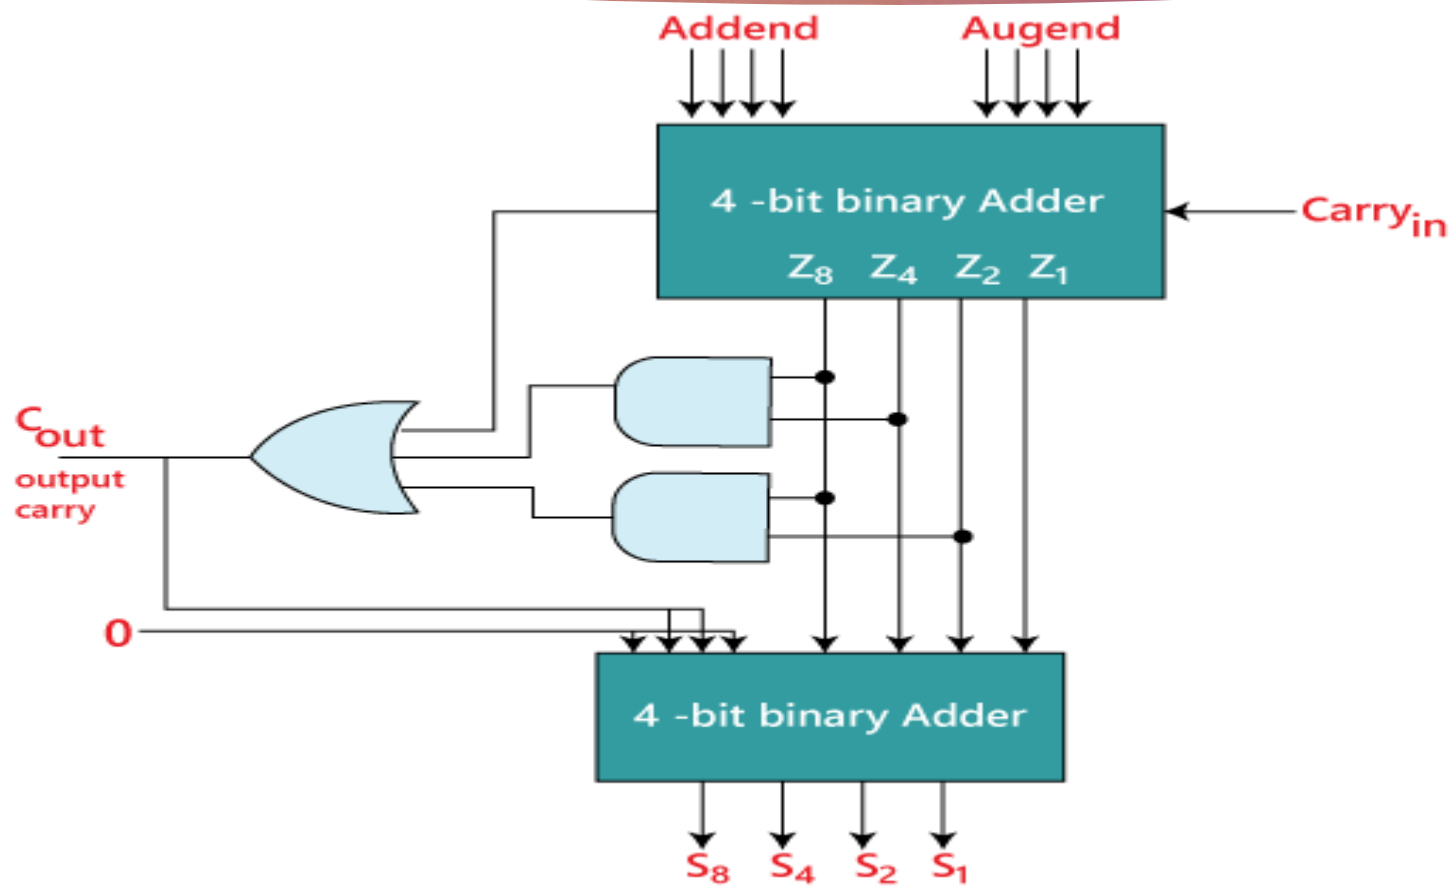 Addend Augend
4 -bit binary Adder
Carryin
Z8 Z4 Z2 Z1
Cout
output
carry
0
4 -bit binary Adder
S8 S4 S2 S1